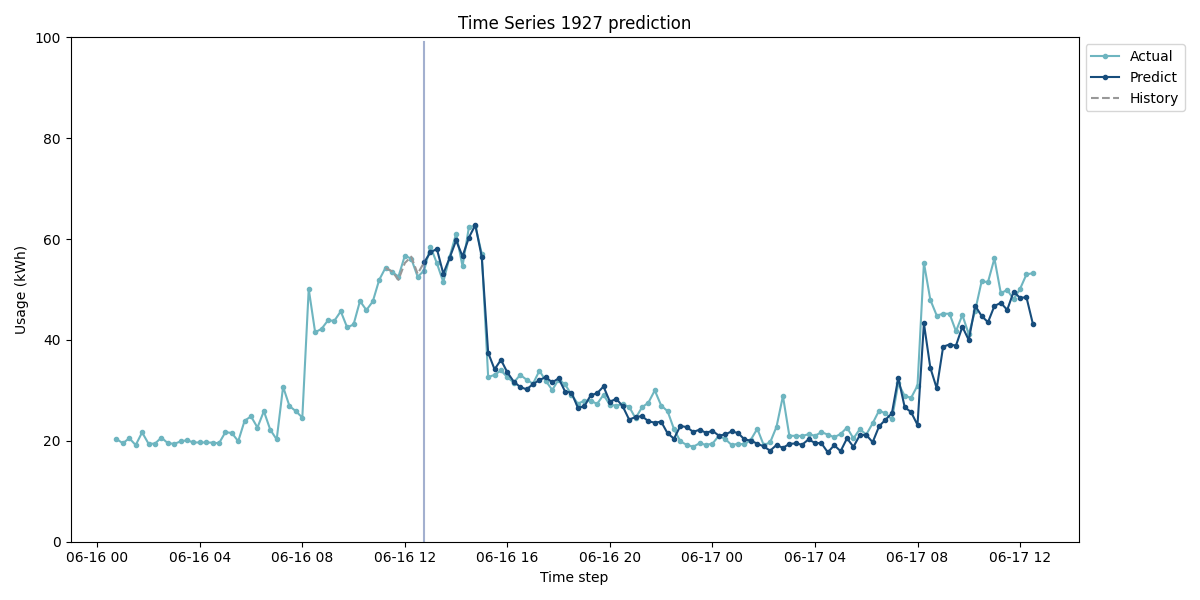 Time Series 1927 prediction
100
80
60
40
20
0
Usage (kWh)
06-16 00
06-16 04
06-16 08
06-16 12
06-16 16
06-16 20
06-17 00
06-17 04
06-17 08
06-17 12
Time step
Actual
Predict
History